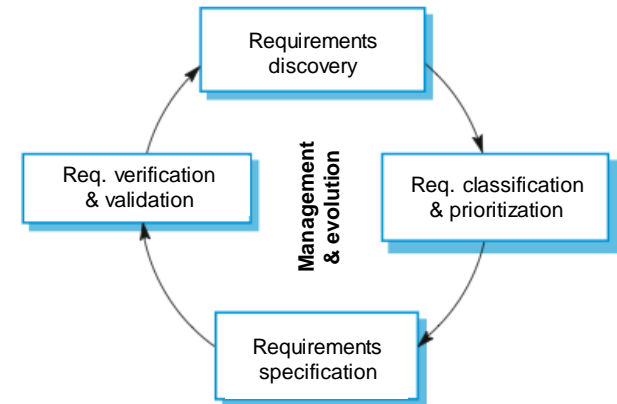 Requirements
discovery
Req. verification
& validation
Management
& evolution
Req. classification
& prioritization
Requirements
specification